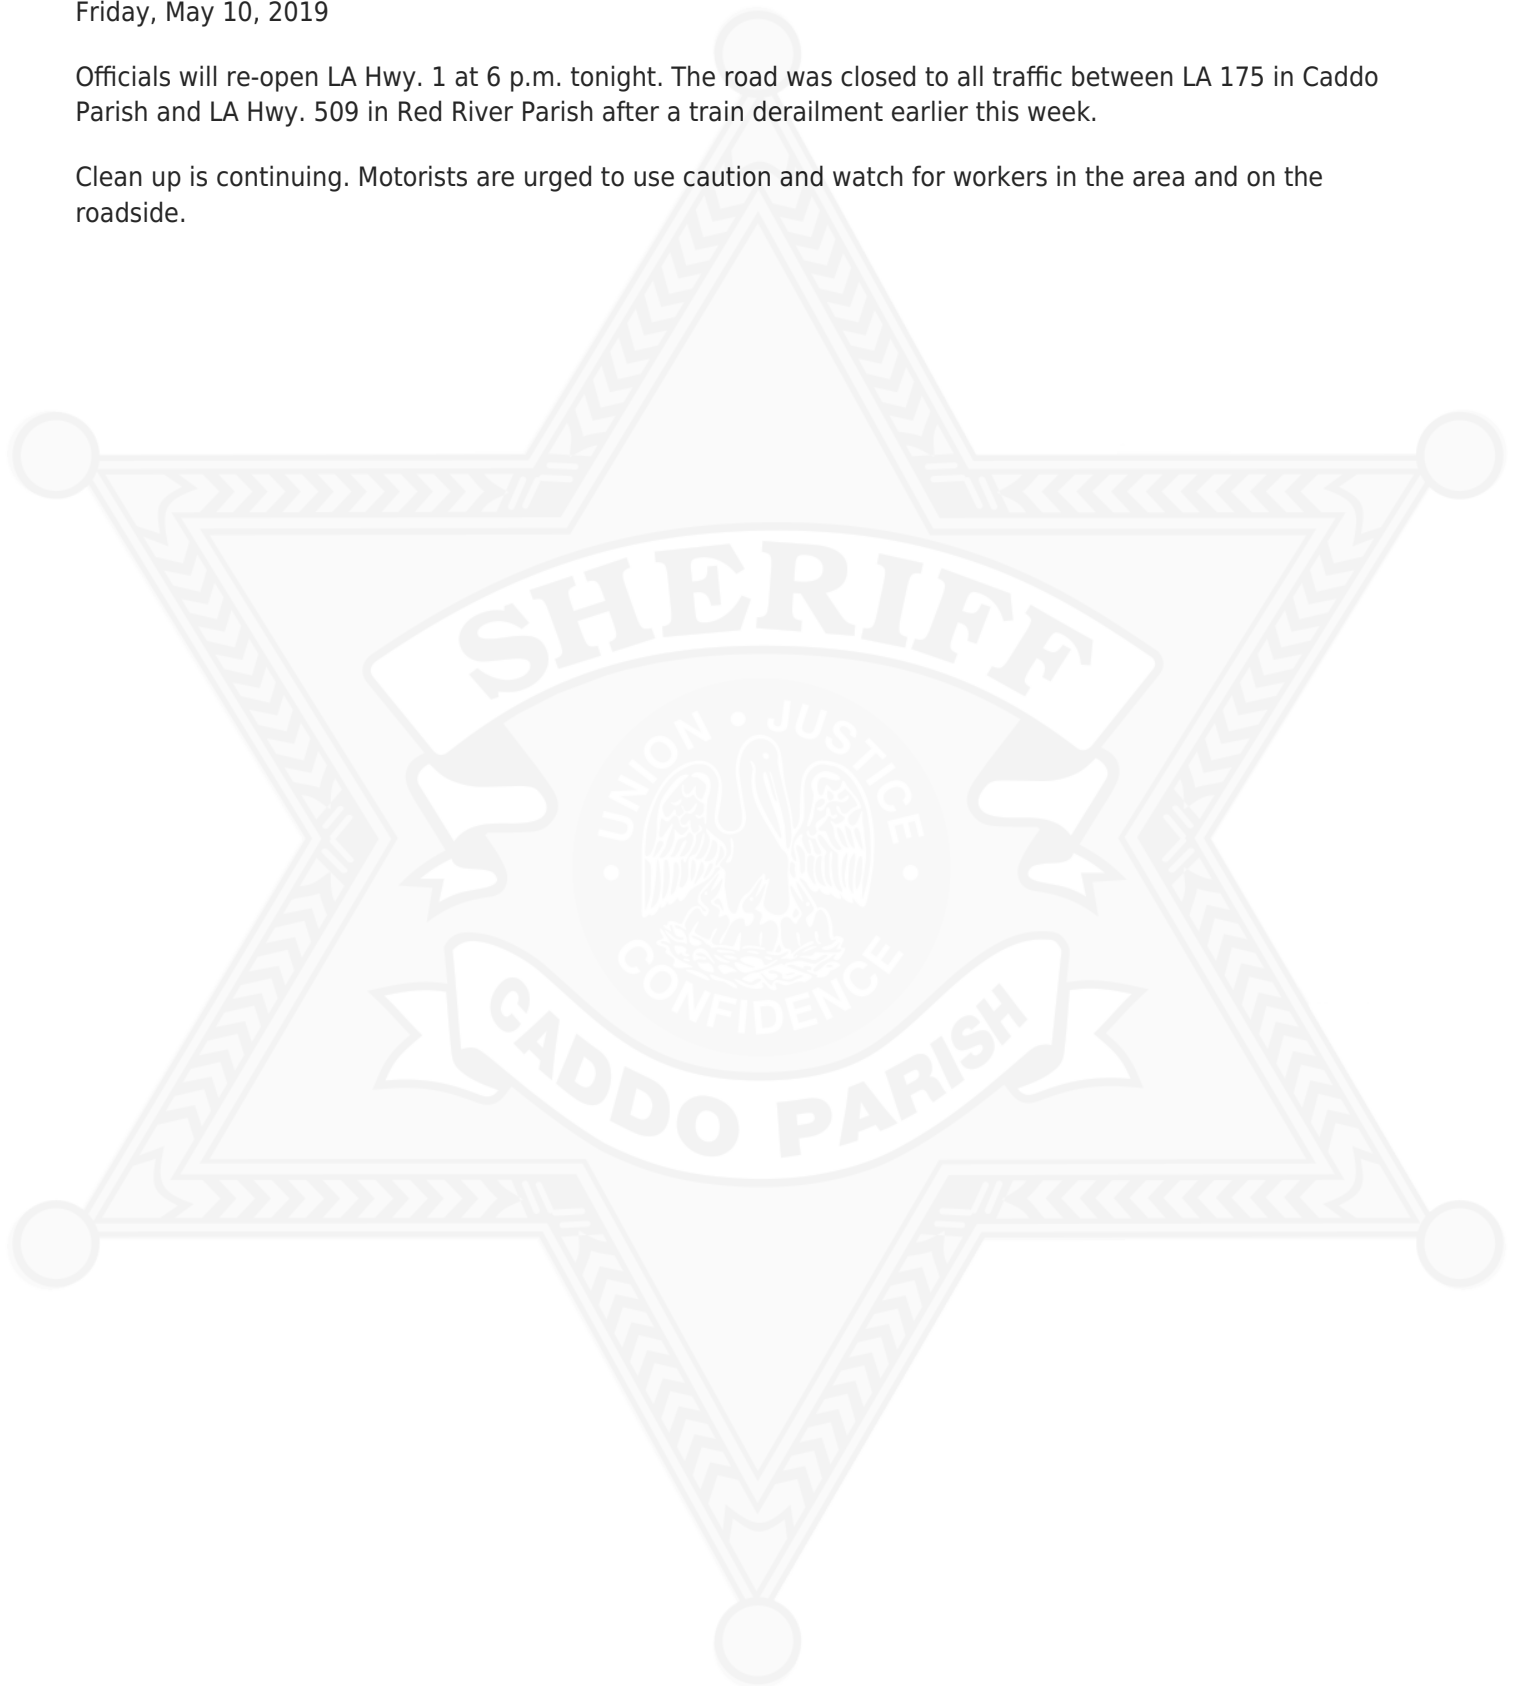 Friday, May 10, 2019
Officials will re-open LA Hwy. 1 at 6 p.m. tonight. The road was closed to all traffic between LA 175 in Caddo
Parish and LA Hwy. 509 in Red River Parish after a train derailment earlier this week.
Clean up is continuing. Motorists are urged to use caution and watch for workers in the area and on the
roadside.
SHERIFF
UNION • JUSTICE
• CONFIDENCE •
CADDO PARISH